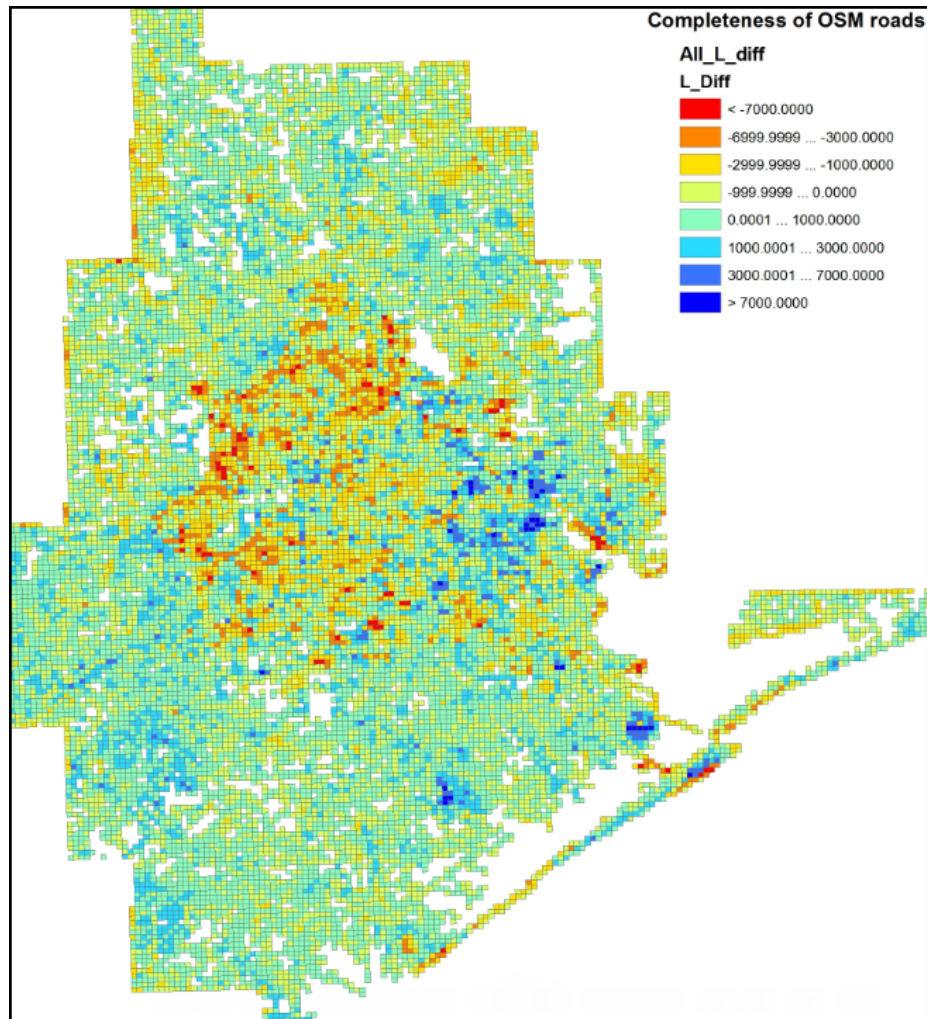 Completeness of OSM roads
All_L_diff
L_Diff
< -7000.0000
-6999.9999 ... -3000.0000
-2999.9999 ... -1000.0000
-999.9999 ... 0.0000
0.0001 ... 1000.0000
1000.0001 ... 3000.0000
3000.0001 ... 7000.0000
> 7000.0000